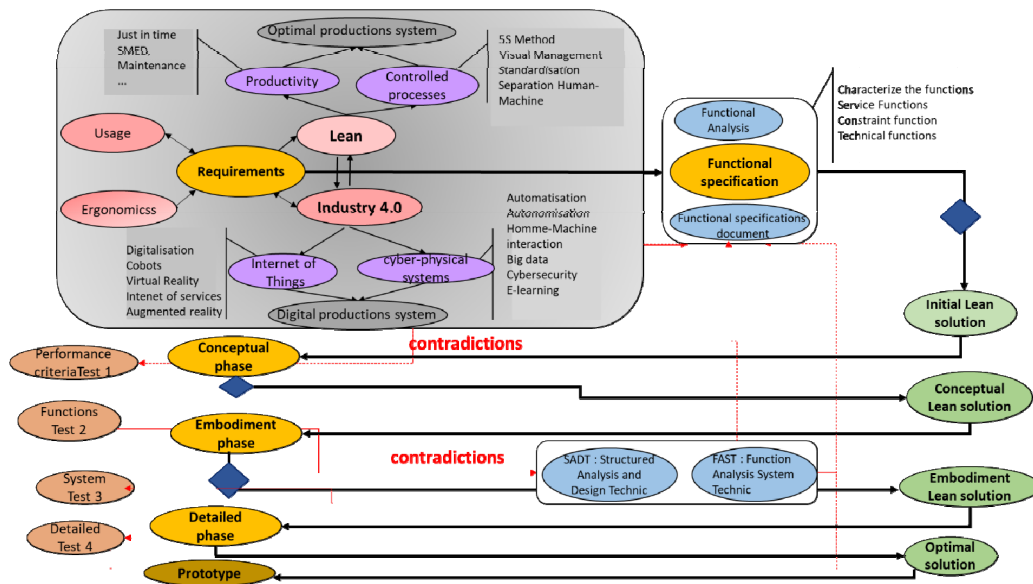 Just in time
SMED.
Maintenance
...
Optimal productions system
5S Method
Visual Management
Standardisation
Separation Human-
Machine
Productivity
Controlled
processes
Characterize the functions
Service Functions
Constraint function
Technical functions
Usage
Lean
Functional
Analysis
Requirements
Functional
specification
Ergonomicss
Industry 4.0
Functional specifications
document
Automatisation
Autonomisation
Homme-Machine
interaction
Big data
Cybersecurity
E-learning
Digitalisation
Cobots
Virtual Reality
Intenet of services
Augmented reality
Internet of
Things
cyber-physical
systems
Digital productions system
Initial Lean
solution
Performance
criteriaTest 1
Conceptual
phase
contradictions
Conceptual
Lean solution
Functions
Test 2
Embodiment
phase
contradictions
SADT : Structured
Analysis and
Design Technic
FAST : Function
Analysis System
Technic
System
Test 3
Embodiment
Lean solution
Detailed
Test 4
Detailed
phase
Optimal
solution
Prototype